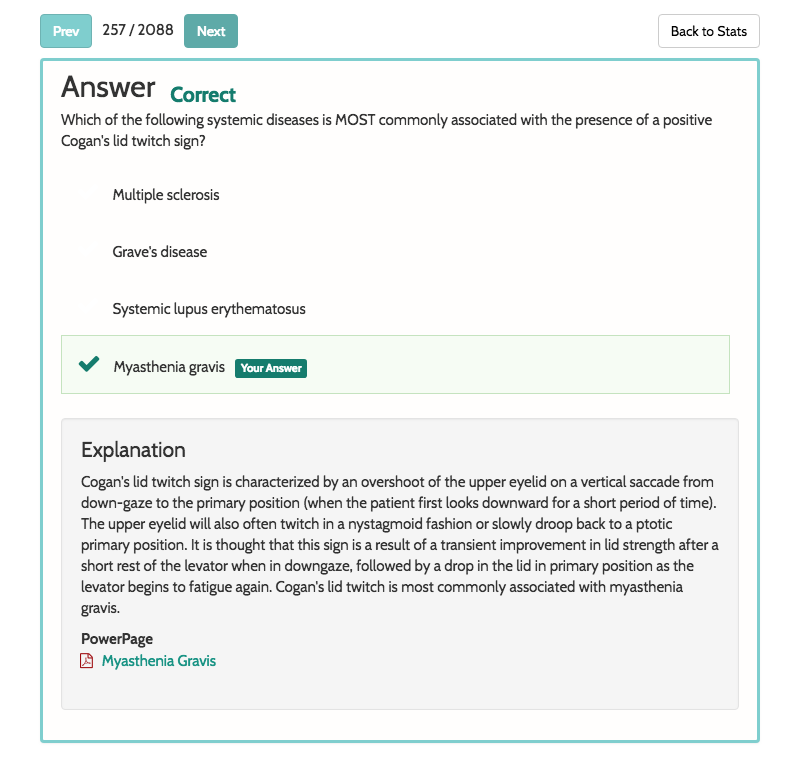 Prev 257 / 2088 Next Back to Stats
Answer Correct
Which of the following systemic diseases is MOST commonly associated with the presence of a positive
Cogan's lid twitch sign?
Multiple sclerosis
Grave's disease
Systemic lupus erythematosus
Myasthenia gravis Your Answer
Explanation
Cogan's lid twitch sign is characterized by an overshoot of the upper eyelid on a vertical saccade from
down-gaze to the primary position (when the patient first looks downward for a short period of time).
The upper eyelid will also often twitch in a nystagmoid fashion or slowly droop back to a ptotic
primary position. It is thought that this sign is a result of a transient improvement in lid strength after a
short rest of the levator when in downgaze, followed by a drop in the lid in primary position as the
levator begins to fatigue again. Cogan's lid twitch is most commonly associated with myasthenia
gravis.
PowerPage
Myasthenia Gravis